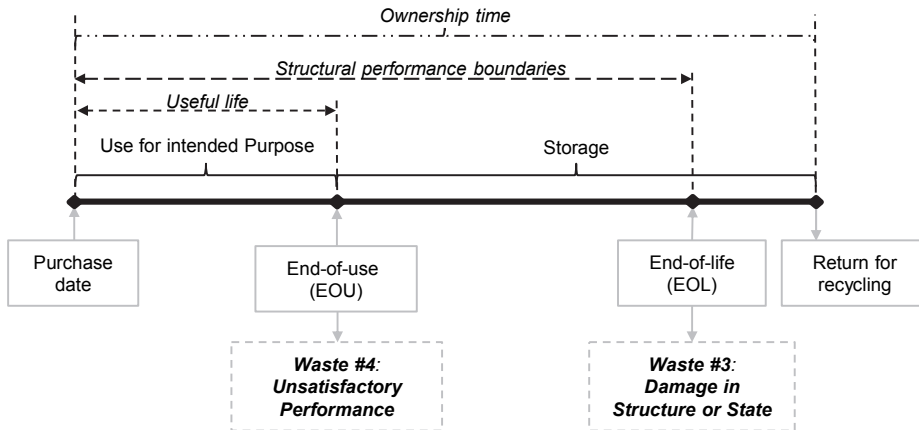 Ownership time
Structural performance boundaries
Useful life
Use for intended Purpose
Storage
Purchase
date
End-of-use
(EOU)
End-of-life
(EOL)
Return for
recycling
Waste #4:
Unsatisfactory
Performance
Waste #3:
Damage in
Structure or State